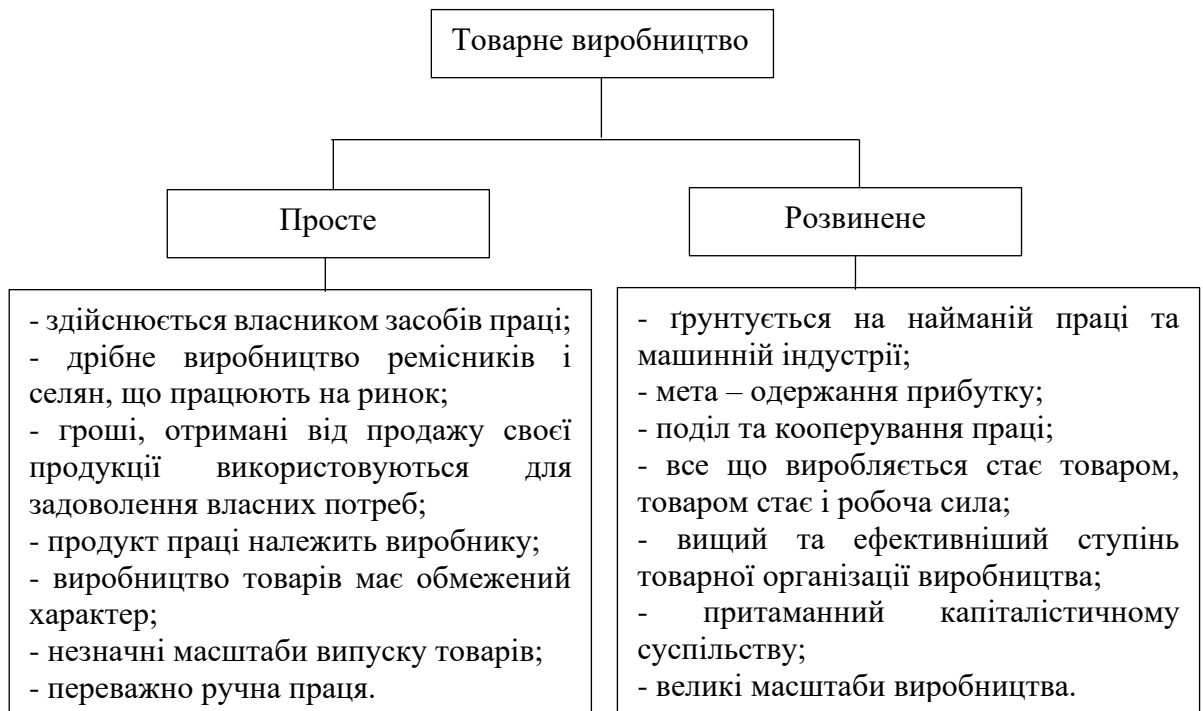 Товарне виробництво
Просте
Розвинене
- здійснюється власником засобів праці;
- дрібне виробництво ремісників і
селян, що працюють на ринок;
- гроші, отримані від продажу своєї
продукції використовуються для
задоволення власних потреб;
- продукт праці належить виробнику;
- виробництво товарів має обмежений
характер;
- незначні масштаби випуску товарів;
- переважно ручна праця.
- ґрунтується на найманій праці та
машинній індустрії;
- мета – одержання прибутку;
- поділ та кооперування праці;
- все що виробляється стає товаром,
товаром стає і робоча сила;
- вищий та ефективніший ступінь
товарної організації виробництва;
- притаманний капіталістичному
суспільству;
- великі масштаби виробництва.